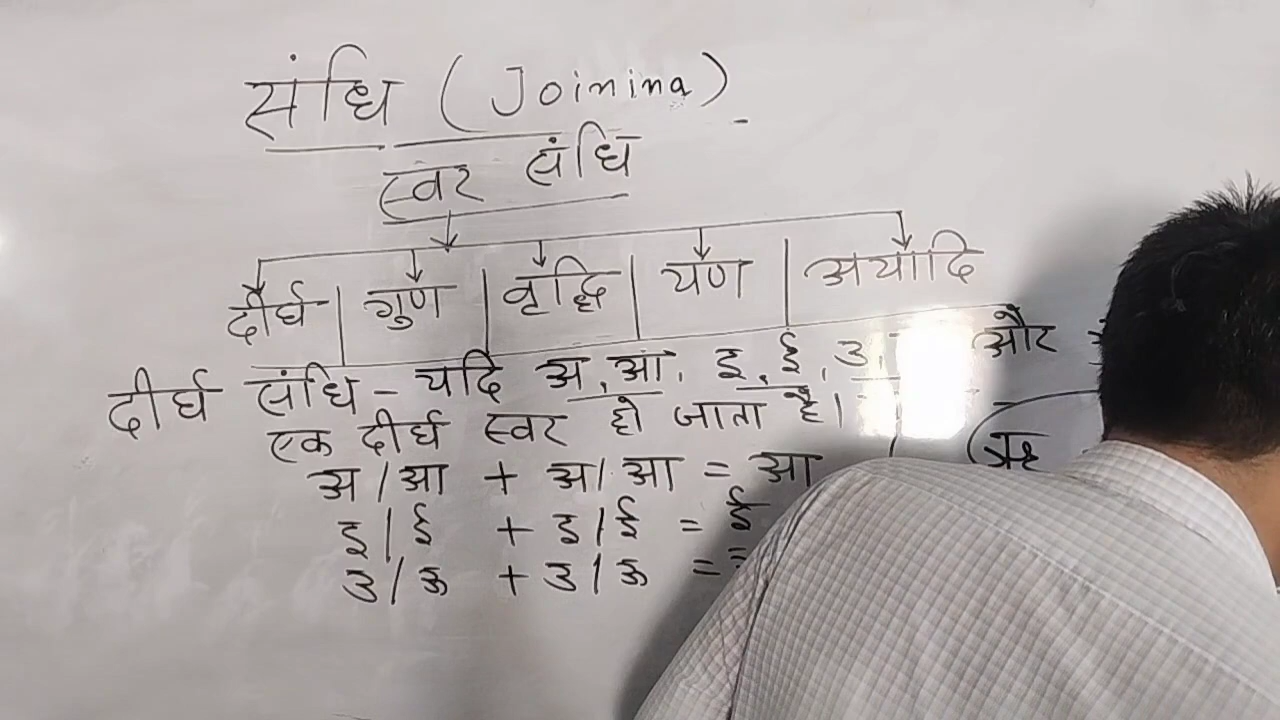 संधि (Joining)
स्वर संधि
दीर्घ | गुण | वृद्धि | यण | अयादि
दीर्घ संधि - यदि अ, आ, इ, ई, उ, और
एक दीर्घ स्वर हो जाता है।
अ / आ + अ / आ = आ
इ / ई + इ / ई = ई
उ / ऊ + उ / ऊ =